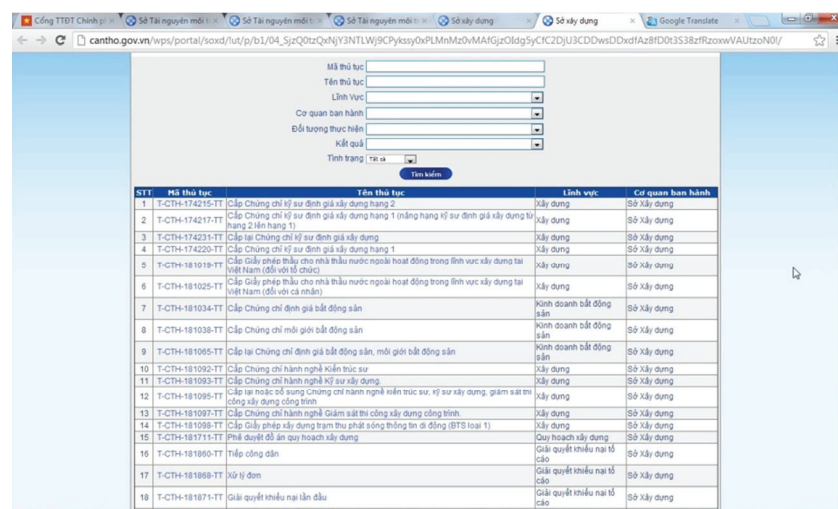 Cổng TTĐT Chính p
Sở Tài nguyên môi t
Sở Tài nguyên môi t
Sở Tài nguyên môi t
Sở xây dựng
Sở xây dựng
Google Translate
cantho.gov.vn/wps/portal/soxd/
Mã thủ tục
Tên thủ tục
Lĩnh Vực
Cơ quan ban hành
Đối tượng thực hiện
Kết quả
Tình trạng Tất cả
Tìm kiếm
STT Mã thủ tục Tên thủ tục Lĩnh vực Cơ quan ban hành
1 T-CTH-174215-TT Cấp Chứng chỉ kỹ sư định giá xây dựng hạng 2 Xây dựng Sở Xây dựng
2 T-CTH-174217-TT Cấp Chứng chỉ kỹ sư định giá xây dựng hạng 1 (nâng hạng kỹ sư định giá xây dựng từ
hạng 2 lên hạng 1) Xây dựng Sở Xây dựng
3 T-CTH-174231-TT Cấp lại Chứng chỉ kỹ sư định giá xây dựng Xây dựng Sở Xây dựng
4 T-CTH-174220-TT Cấp Chứng chỉ kỹ sư định giá xây dựng hạng 1 Xây dựng Sở Xây dựng
5 T-CTH-181019-TT Cấp Giấy phép thầu cho nhà thầu nước ngoài hoạt động trong lĩnh vực xây dựng tại
Việt Nam (đối với tổ chức) Xây dựng Sở Xây dựng
6 T-CTH-181025-TT Cấp Giấy phép thầu cho nhà thầu nước ngoài hoạt động trong lĩnh vực xây dựng tại
Việt Nam (đối với cá nhân) Xây dựng Sở Xây dựng
7 T-CTH-181034-TT Cấp Chứng chỉ định giá bất động sản Kinh doanh bất động
sản Sở Xây dựng
8 T-CTH-181038-TT Cấp Chứng chỉ môi giới bất động sản Kinh doanh bất động
sản Sở Xây dựng
9 T-CTH-181065-TT Cấp lại Chứng chỉ định giá bất động sản, môi giới bất động sản Kinh doanh bất động
sản Sở Xây dựng
10 T-CTH-181092-TT Cấp Chứng chỉ hành nghề Kiến trúc sư Xây dựng Sở Xây dựng
11 T-CTH-181093-TT Cấp Chứng chỉ hành nghề Kỹ sư xây dựng. Xây dựng Sở Xây dựng
12 T-CTH-181095-TT Cấp lại hoặc bổ sung Chứng chỉ hành nghề kiến trúc sư, kỹ sư xây dựng, giám sát thi
công xây dựng công trình Xây dựng Sở Xây dựng
13 T-CTH-181097-TT Cấp Chứng chỉ hành nghề Giám sát thi công xây dựng công trình. Xây dựng Sở Xây dựng
14 T-CTH-181098-TT Cấp Giấy phép xây dựng trạm thu phát sóng thông tin di động (BTS loại 1) Xây dựng Sở Xây dựng
15 T-CTH-181711-TT Phê duyệt đồ án quy hoạch xây dựng Quy hoạch xây dựng Sở Xây dựng
16 T-CTH-181860-TT Tiếp công dân Giải quyết khiếu nại tố
cáo Sở Xây dựng
17 T-CTH-181868-TT Xử lý đơn Giải quyết khiếu nại tố
cáo Sở Xây dựng
18 T-CTH-181871-TT Giải quyết khiếu nại lần đầu Giải quyết khiếu nại tố
cáo Sở Xây dựng